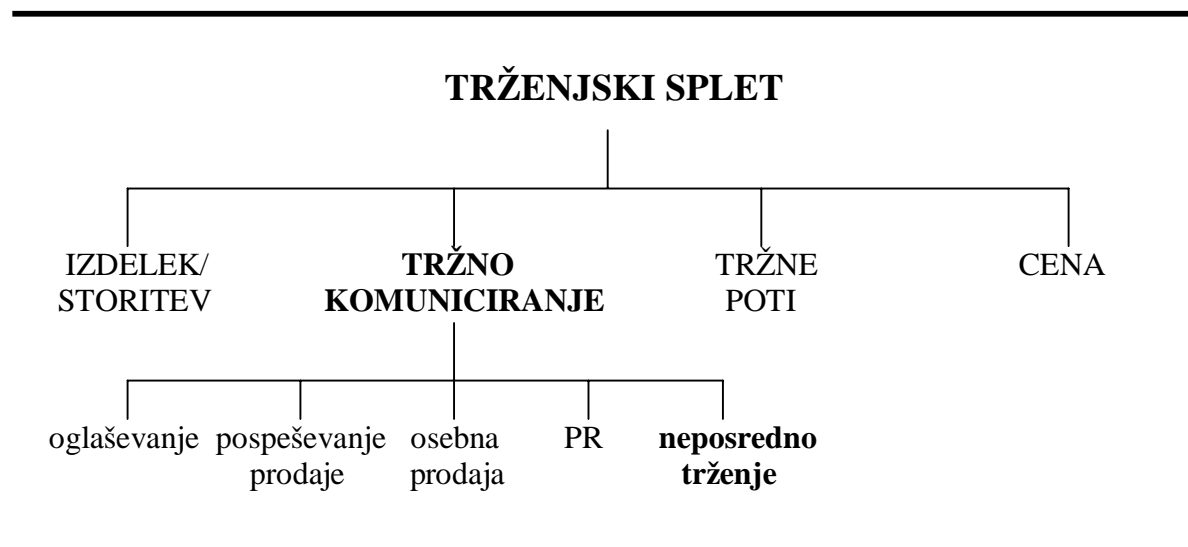 TRŽENJSKI SPLET
IZDELEK/
STORITEV
TRŽNO
KOMUNICIRANJE
TRŽNE
POTI
CENA
oglaševanje
pospeševanje
prodaje
osebna
prodaja
PR
neposredno
trženje